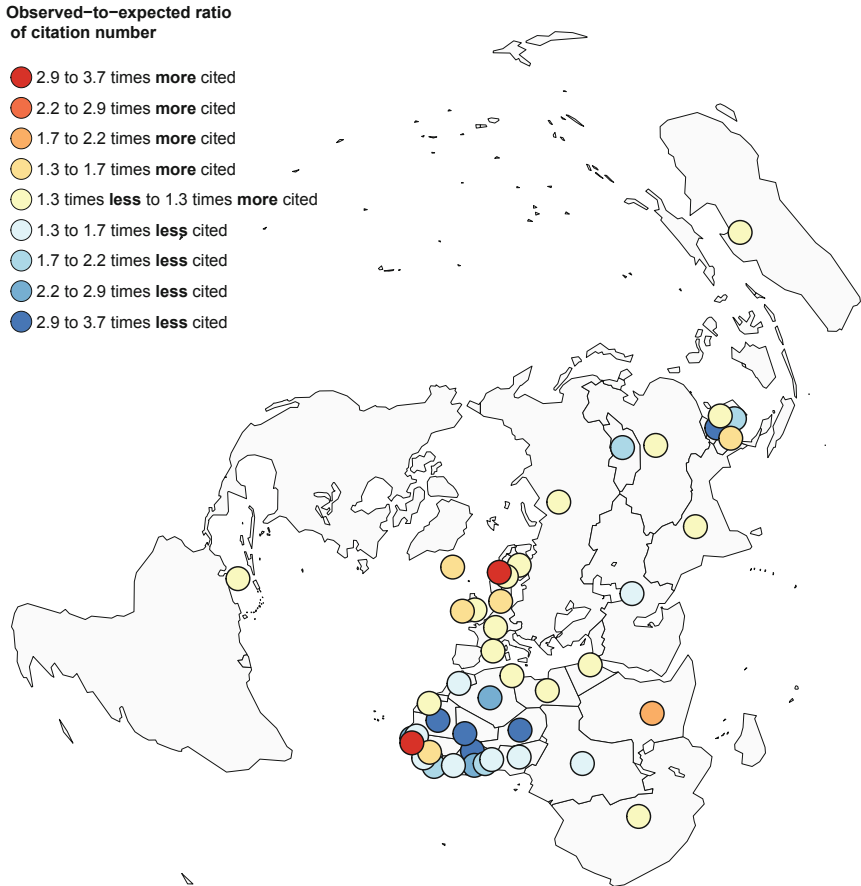 Observed−to−expected ratio
of citation number
2.9 to 3.7 times more cited
2.2 to 2.9 times more cited
1.7 to 2.2 times more cited
1.3 to 1.7 times more cited
1.3 times less to 1.3 times more cited
1.3 to 1.7 times less cited
1.7 to 2.2 times less cited
2.2 to 2.9 times less cited
2.9 to 3.7 times less cited